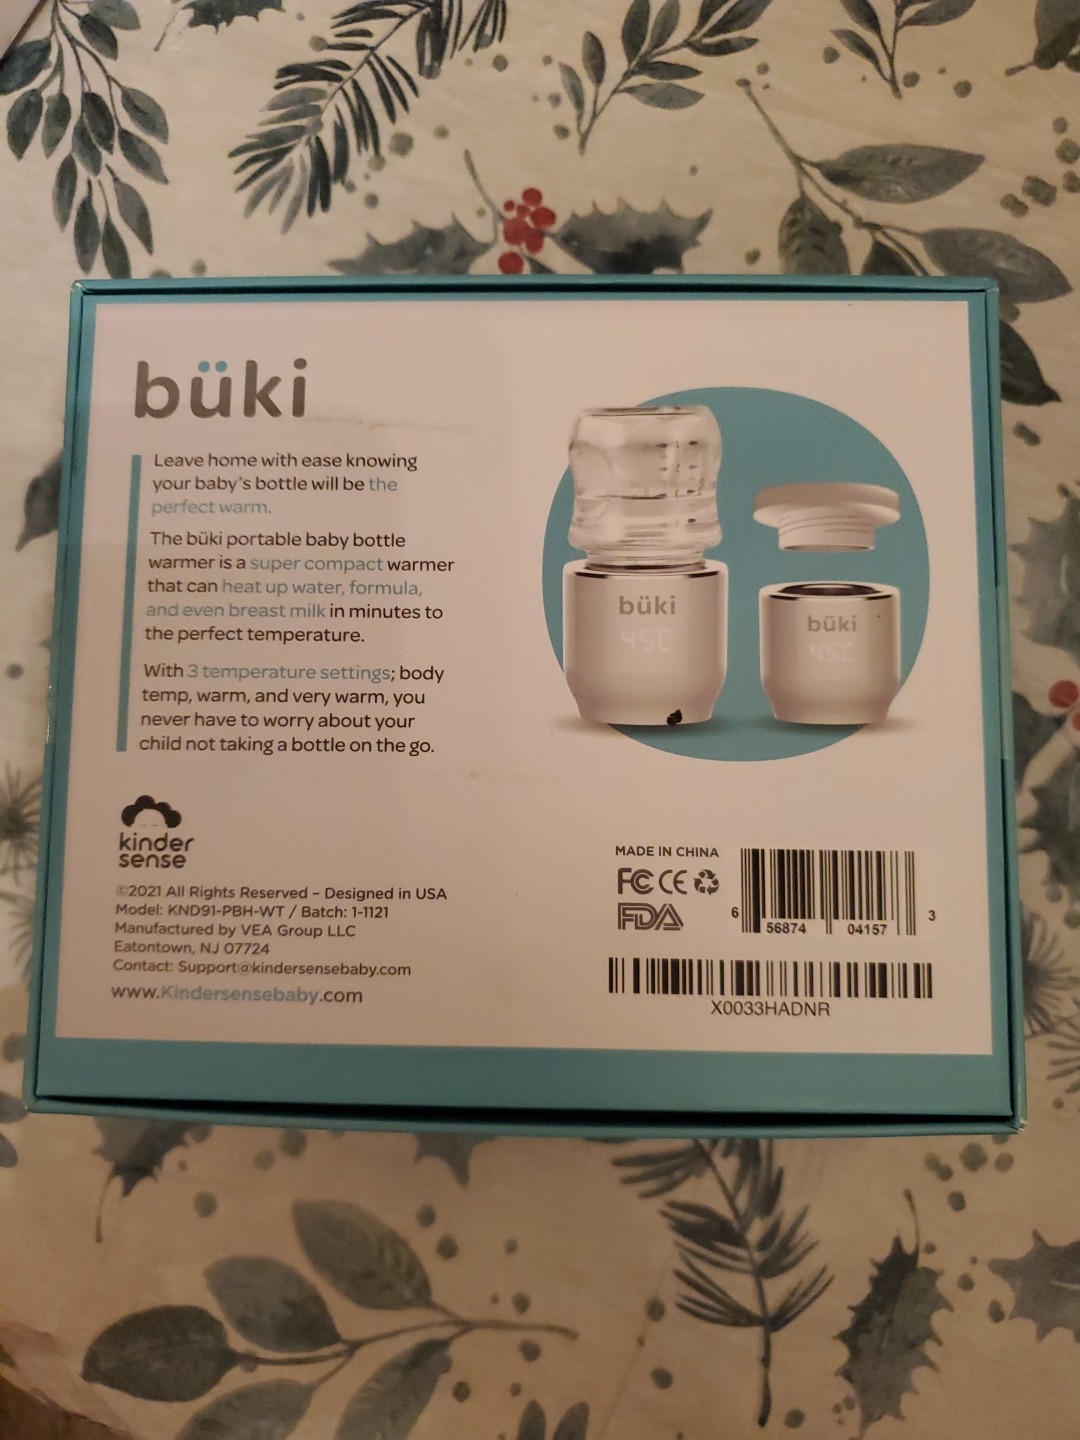 büki
Leave home with ease knowing
your baby's bottle will be the
perfect warm.
The büki portable baby bottle
warmer is a super compact warmer
that can heat up water, formula,
and even breast milk in minutes to
the perfect temperature.
With 3 temperature settings; body
temp, warm, and very warm, you
never have to worry about your
child not taking a bottle on the go.
kinder
sense
©2021 All Rights Reserved – Designed in USA
Model: KND91-PBH-WT / Batch: 1-1121
Manufactured by VEA Group LLC
Eatontown, NJ 07724
Contact: Support@kindersensebaby.com
www.Kindersensebaby.com
büki
45C
büki
45C
MADE IN CHINA
FC CE
FDA
6 56874 04157 3
X0033HADNR